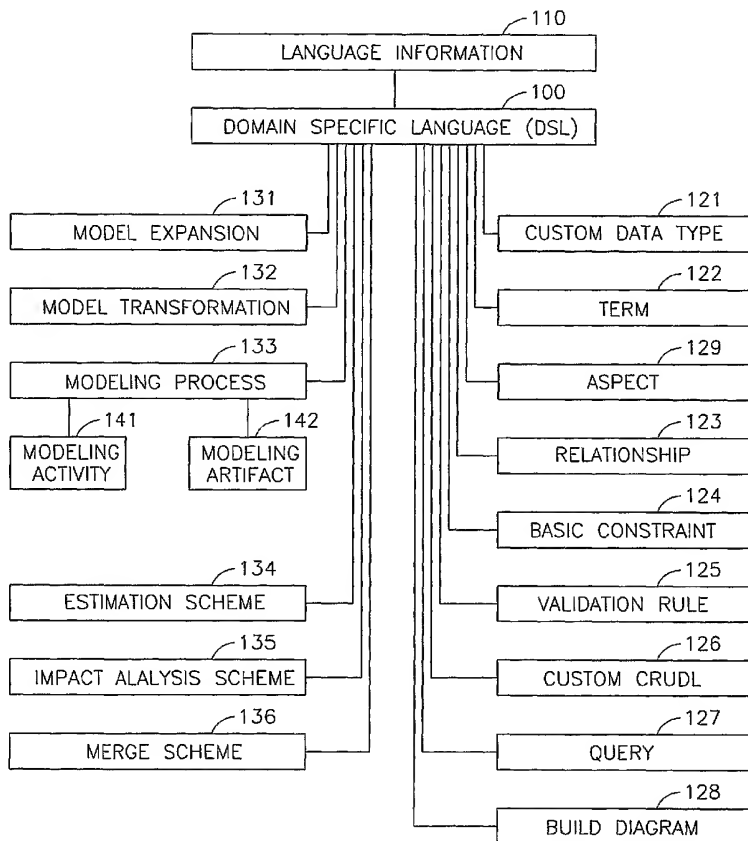 110
LANGUAGE INFORMATION
100
DOMAIN SPECIFIC LANGUAGE (DSL)
131
MODEL EXPANSION
132
MODEL TRANSFORMATION
133
MODELING PROCESS
141
MODELING
ACTIVITY
142
MODELING
ARTIFACT
134
ESTIMATION SCHEME
135
IMPACT ALALYSIS SCHEME
136
MERGE SCHEME
121
CUSTOM DATA TYPE
122
TERM
129
ASPECT
123
RELATIONSHIP
124
BASIC CONSTRAINT
125
VALIDATION RULE
126
CUSTOM CRUDL
127
QUERY
128
BUILD DIAGRAM